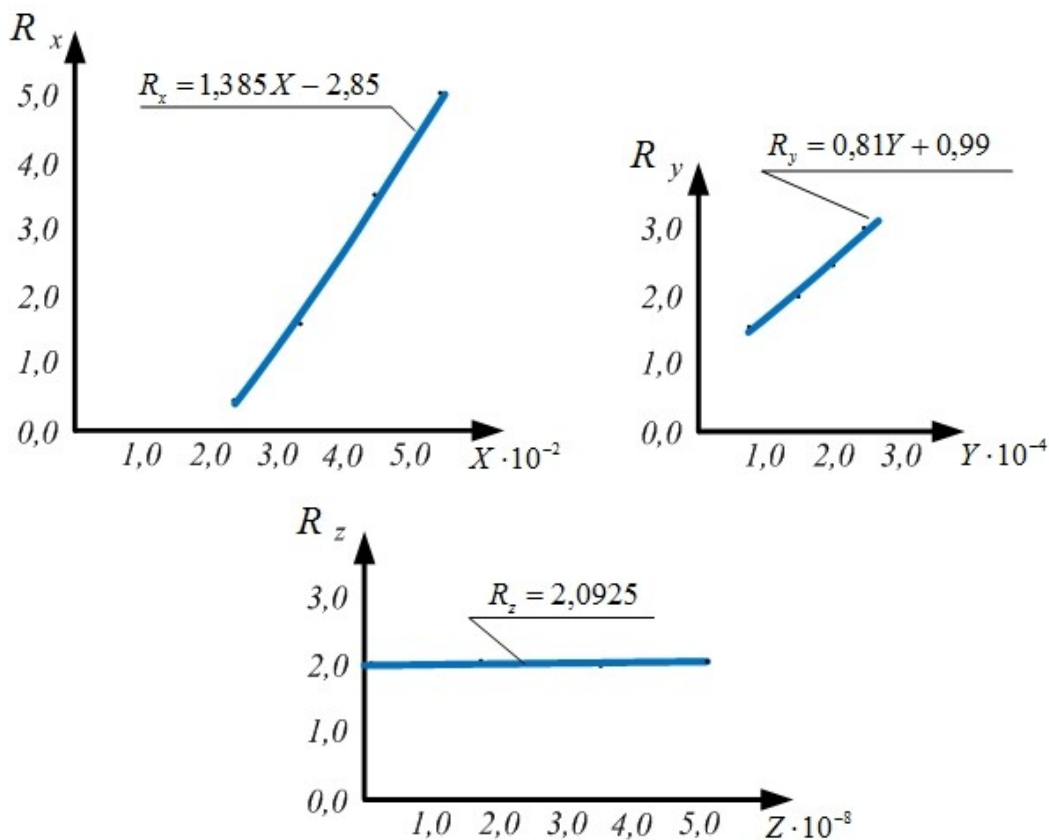 R x
R_x = 1,385X − 2,85
5,0
4,0
3,0
2,0
1,0
0,0
1,0 2,0 3,0 4,0 5,0 X · 10⁻²
R y
R_y = 0,81Y + 0,99
3,0
2,0
1,0
0,0
1,0 2,0 3,0 Y · 10⁻⁴
R z
R_z = 2,0925
3,0
2,0
1,0
0,0
1,0 2,0 3,0 4,0 5,0 Z · 10⁻⁸